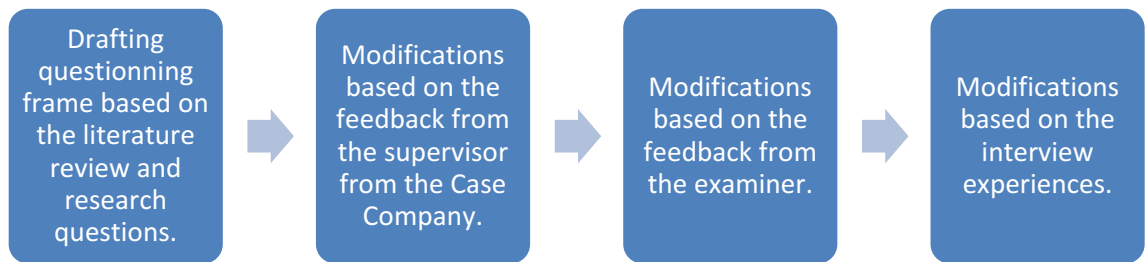 Drafting
questionning
frame based on
the literature
review and
research
questions.
Modifications
based on the
feedback from
the supervisor
from the Case
Company.
Modifications
based on the
feedback from
the examiner.
Modifications
based on the
interview
experiences.